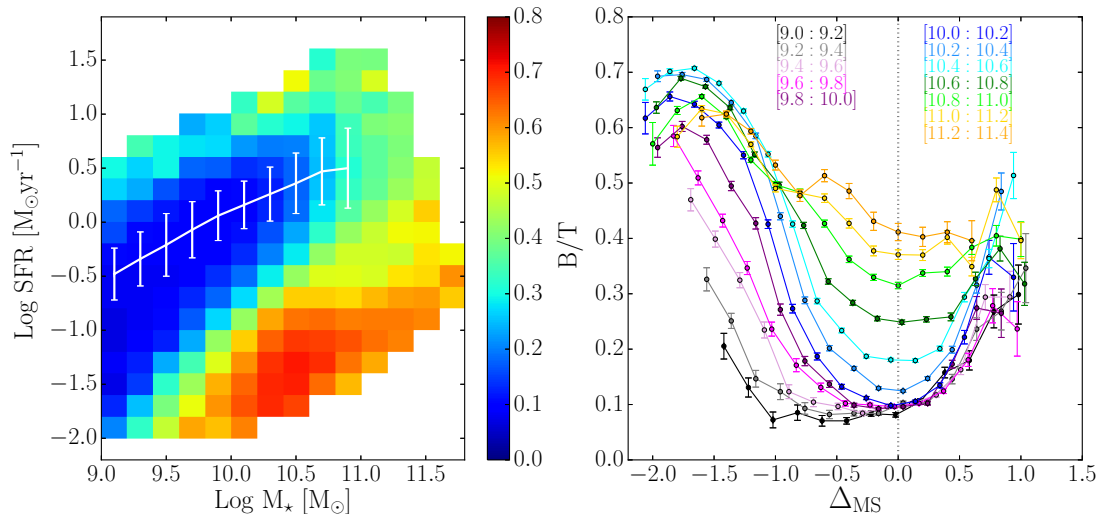 1.5
1.0
0.5
0.0
−0.5
−1.0
−1.5
−2.0
Log SFR [M⊙yr⁻¹]
9.0 9.5 10.0 10.5 11.0 11.5
Log M⋆ [M⊙]
0.8
0.7
0.6
0.5
0.4
0.3
0.2
0.1
0.0
B/T
0.8
0.7
0.6
0.5
0.4
0.3
0.2
0.1
0.0
[9.0 : 9.2]
[9.2 : 9.4]
[9.4 : 9.6]
[9.6 : 9.8]
[9.8 : 10.0]
[10.0 : 10.2]
[10.2 : 10.4]
[10.4 : 10.6]
[10.6 : 10.8]
[10.8 : 11.0]
[11.0 : 11.2]
[11.2 : 11.4]
−2.0 −1.5 −1.0 −0.5 0.0 0.5 1.0 1.5
Δ_MS